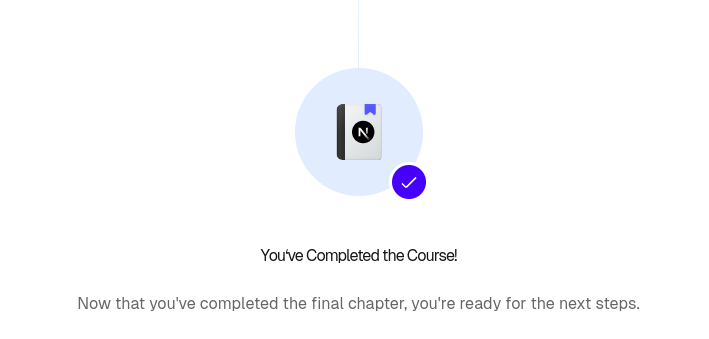 N
You‘ve Completed the Course!
Now that you've completed the final chapter, you're ready for the next steps.